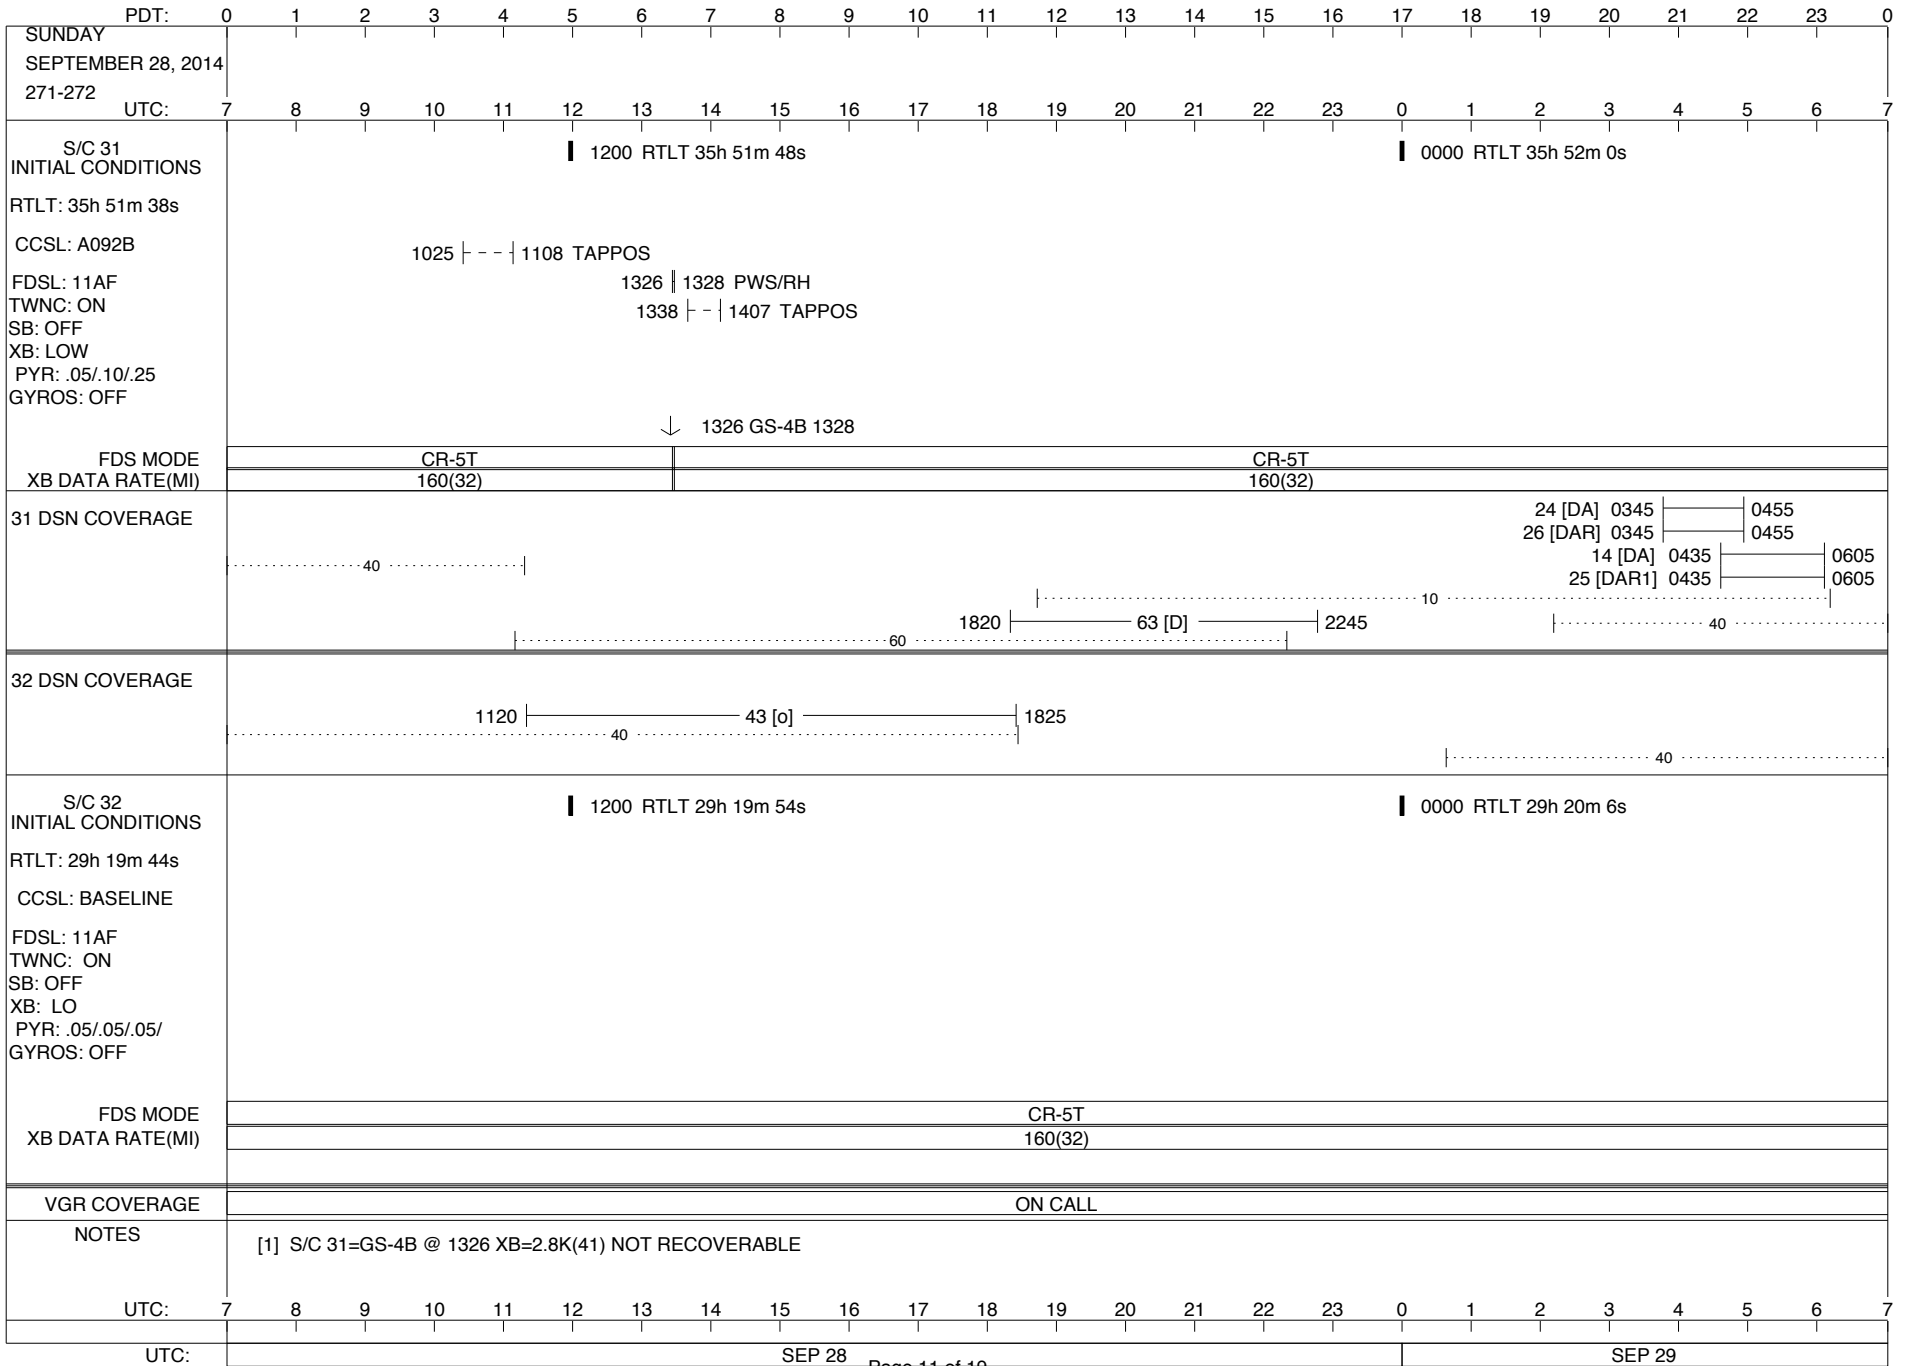 PDT: 0 1 2 3 4 5 6 7 8 9 10 11 12 13 14 15 16 17 18 19 20 21 22 23 0
SUNDAY
SEPTEMBER 28, 2014
271-272
UTC: 7 8 9 10 11 12 13 14 15 16 17 18 19 20 21 22 23 0 1 2 3 4 5 6 7
S/C 31
INITIAL CONDITIONS
1200 RTLT 35h 51m 48s
0000 RTLT 35h 52m 0s
RTLT: 35h 51m 38s
CCSL: A092B
1025 1108 TAPPOS
FDSL: 11AF
1326 1328 PWS/RH
TWNC: ON
1338 1407 TAPPOS
SB: OFF
XB: LOW
PYR: .05/.10/.25
GYROS: OFF
1326 GS-4B 1328
FDS MODE CR-5T CR-5T
XB DATA RATE(MI) 160(32) 160(32)
31 DSN COVERAGE
24 [DA] 0345 0455
26 [DAR] 0345 0455
14 [DA] 0435 0605
40
25 [DAR1] 0435 0605
10
1820 63 [D] 2245
40
60
32 DSN COVERAGE
1120 43 [o] 1825
40
40
S/C 32
INITIAL CONDITIONS
1200 RTLT 29h 19m 54s
0000 RTLT 29h 20m 6s
RTLT: 29h 19m 44s
CCSL: BASELINE
FDSL: 11AF
TWNC: ON
SB: OFF
XB: LO
PYR: .05/.05/.05/
GYROS: OFF
FDS MODE CR-5T
XB DATA RATE(MI) 160(32)
VGR COVERAGE ON CALL
NOTES
[1] S/C 31=GS-4B @ 1326 XB=2.8K(41) NOT RECOVERABLE
UTC: 7 8 9 10 11 12 13 14 15 16 17 18 19 20 21 22 23 0 1 2 3 4 5 6 7
UTC: SEP 28 SEP 29
Page 11 of 19